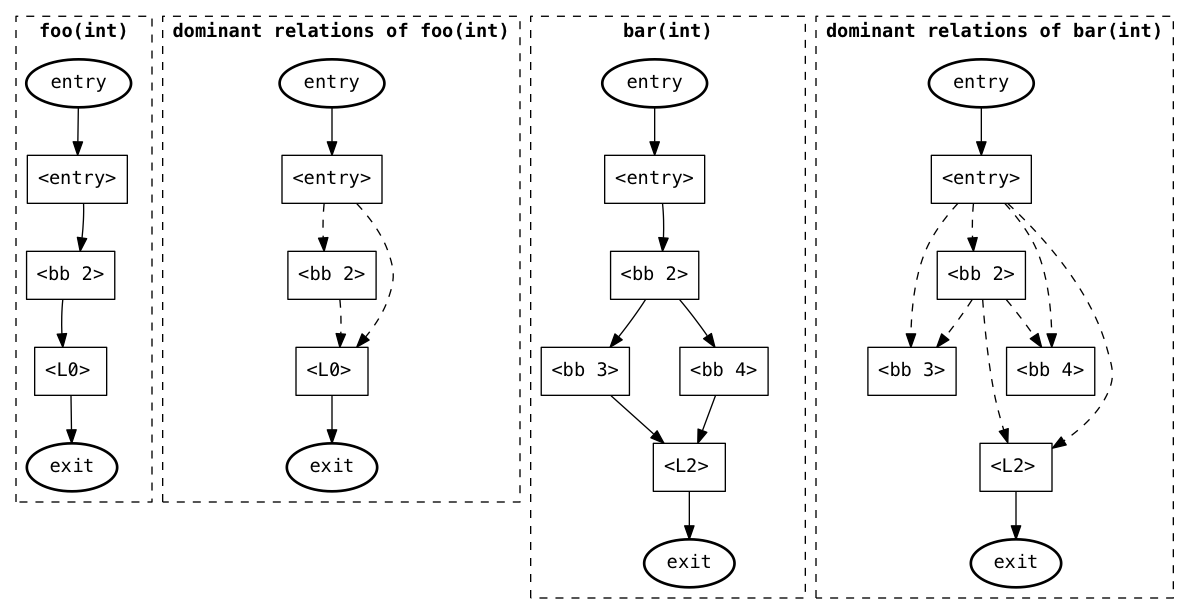 foo(int)
entry
<entry>
<bb 2>
<L0>
exit
dominant relations of foo(int)
entry
<entry>
<bb 2>
<L0>
exit
bar(int)
entry
<entry>
<bb 2>
<bb 3>
<bb 4>
<L2>
exit
dominant relations of bar(int)
entry
<entry>
<bb 2>
<bb 3>
<bb 4>
<L2>
exit